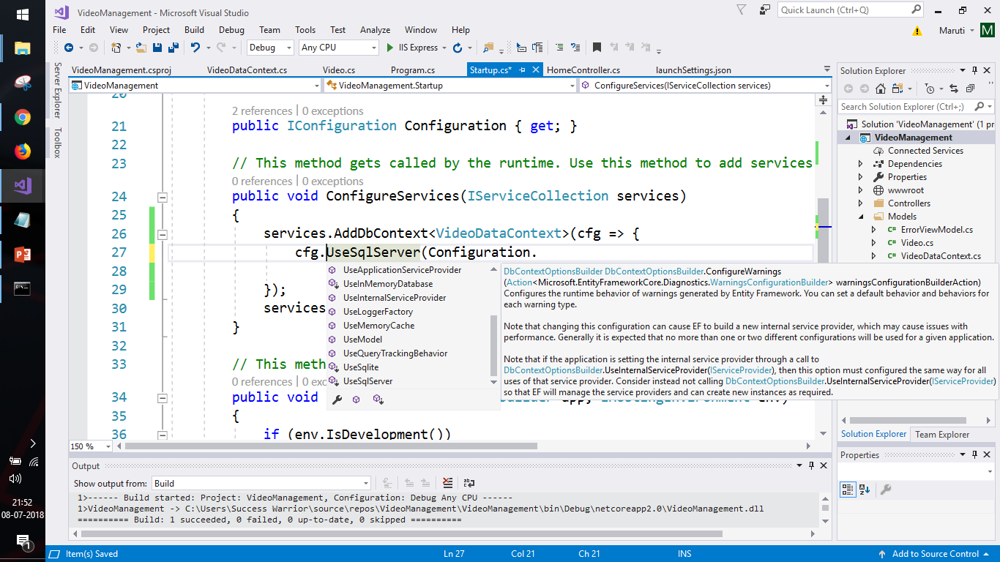 VideoManagement - Microsoft Visual Studio
Quick Launch (Ctrl+Q)
File Edit View Project Build Debug Team Tools Test Analyze Window Help
Maruti M
Debug Any CPU IIS Express
Server Explorer
Toolbox
VideoManagement.csproj VideoDataContext.cs Video.cs Program.cs Startup.cs* HomeController.cs launchSettings.json
VideoManagement VideoManagement.Startup ConfigureServices(IServiceCollection services)
20
2 references | 0 exceptions
21 public IConfiguration Configuration { get; }
22
23 // This method gets called by the runtime. Use this method to add services
0 references | 0 exceptions
24 public void ConfigureServices(IServiceCollection services)
25 {
26 services.AddDbContext<VideoDataContext>(cfg => {
27 cfg.UseSqlServer(Configuration.
28
29 });
30 services
31 }
32
33 // This meth
0 references | 0 exc
34 public void
35 {
36 if (env.IsDevelopment())
UseApplicationServiceProvider
UseInMemoryDatabase
UseInternalServiceProvider
UseLoggerFactory
UseMemoryCache
UseModel
UseQueryTrackingBehavior
UseSqlite
UseSqlServer
DbContextOptionsBuilder DbContextOptionsBuilder.ConfigureWarnings
(Action<Microsoft.EntityFrameworkCore.Diagnostics.WarningsConfigurationBuilder> warningsConfigurationBuilderAction)
Configures the runtime behavior of warnings generated by Entity Framework. You can set a default behavior and behaviors for
each warning type.
Note that changing this configuration can cause EF to build a new internal service provider, which may cause issues with
performance. Generally it is expected that no more than one or two different configurations will be used for a given application.
Note that if the application is setting the internal service provider through a call to
DbContextOptionsBuilder.UseInternalServiceProvider(IServiceProvider), then this option must configured the same way for all
uses of that service provider. Consider instead not calling DbContextOptionsBuilder.UseInternalServiceProvider(IServiceProvider)
so that EF will manage the service providers and can create new instances as required.
150 %
Solution Explorer
Search Solution Explorer (Ctrl+;)
Solution 'VideoManagement' (1 pr
VideoManagement
Connected Services
Dependencies
Properties
wwwroot
Controllers
Models
C# ErrorViewModel.cs
C# Video.cs
C# VideoDataContext.cs
Solution Explorer Team Explorer
Properties
Output
Show output from: Build
1>------ Build started: Project: VideoManagement, Configuration: Debug Any CPU ------
1>VideoManagement -> C:\Users\Success Warrior\source\repos\VideoManagement\VideoManagement\bin\Debug\netcoreapp2.0\VideoManagement.dll
========== Build: 1 succeeded, 0 failed, 0 up-to-date, 0 skipped ==========
Item(s) Saved Ln 27 Col 21 Ch 21 INS Add to Source Control
21:52
08-07-2018
1